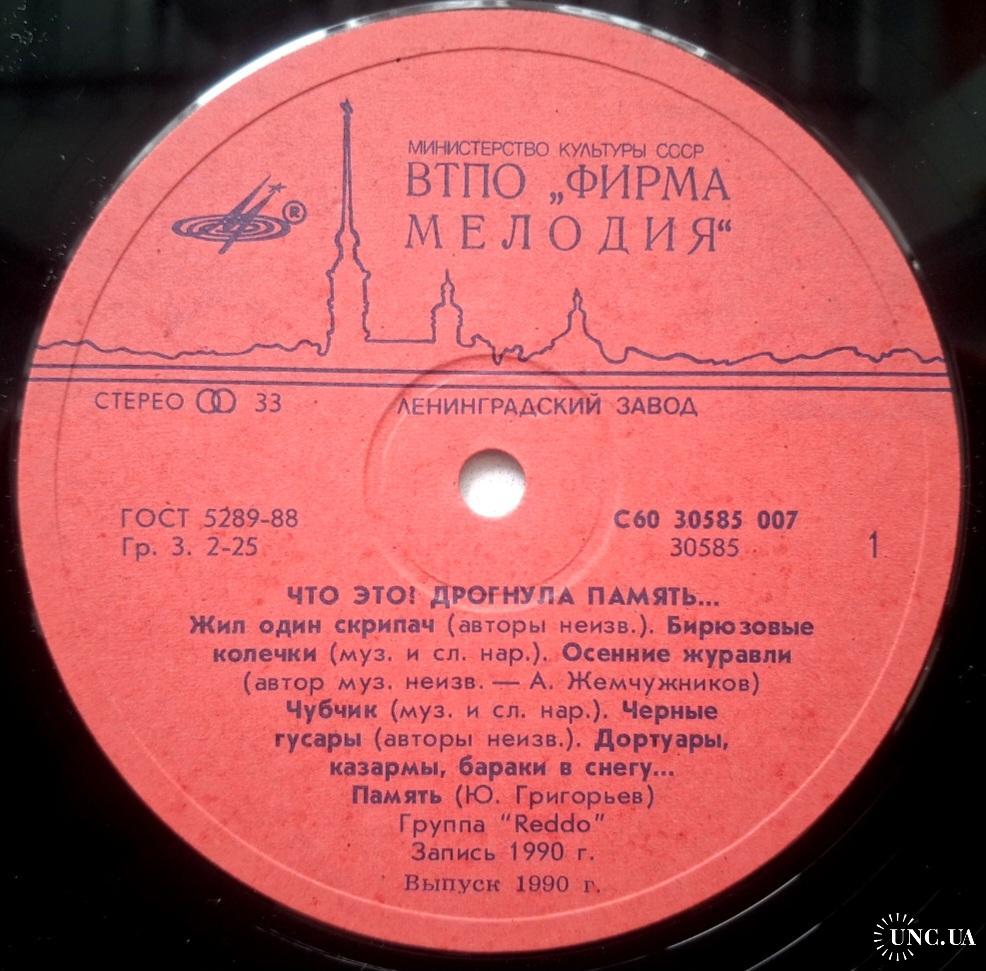 МИНИСТЕРСТВО КУЛЬТУРЫ СССР
ВТПО „ФИРМА
МЕЛОДИЯ“
®
СТЕРЕО 33
ЛЕНИНГРАДСКИЙ ЗАВОД
ГОСТ 5289-88
Гр. 3. 2-25
С60 30585 007
30585
1
ЧТО ЭТО! ДРОГНУЛА ПАМЯТЬ...
Жил один скрипач (авторы неизв.). Бирюзовые
колечки (муз. и сл. нар.). Осенние журавли
(автор муз. неизв. — А. Жемчужников)
Чубчик (муз. и сл. нар.). Черные
гусары (авторы неизв.). Дортуары,
казармы, бараки в снегу...
Память (Ю. Григорьев)
Группа "Reddo"
Запись 1990 г.
Выпуск 1990 г.
UNC.UA